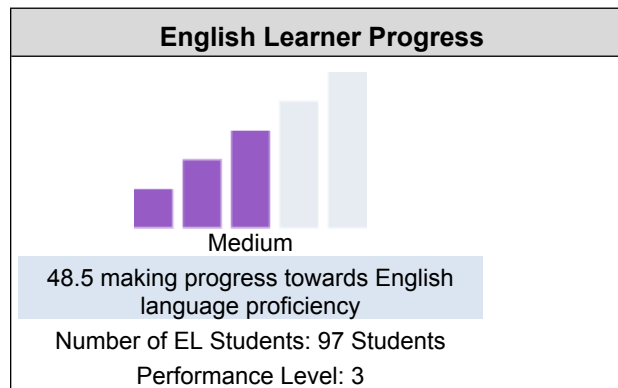 English Learner Progress
Medium
48.5 making progress towards English
language proficiency
Number of EL Students: 97 Students
Performance Level: 3